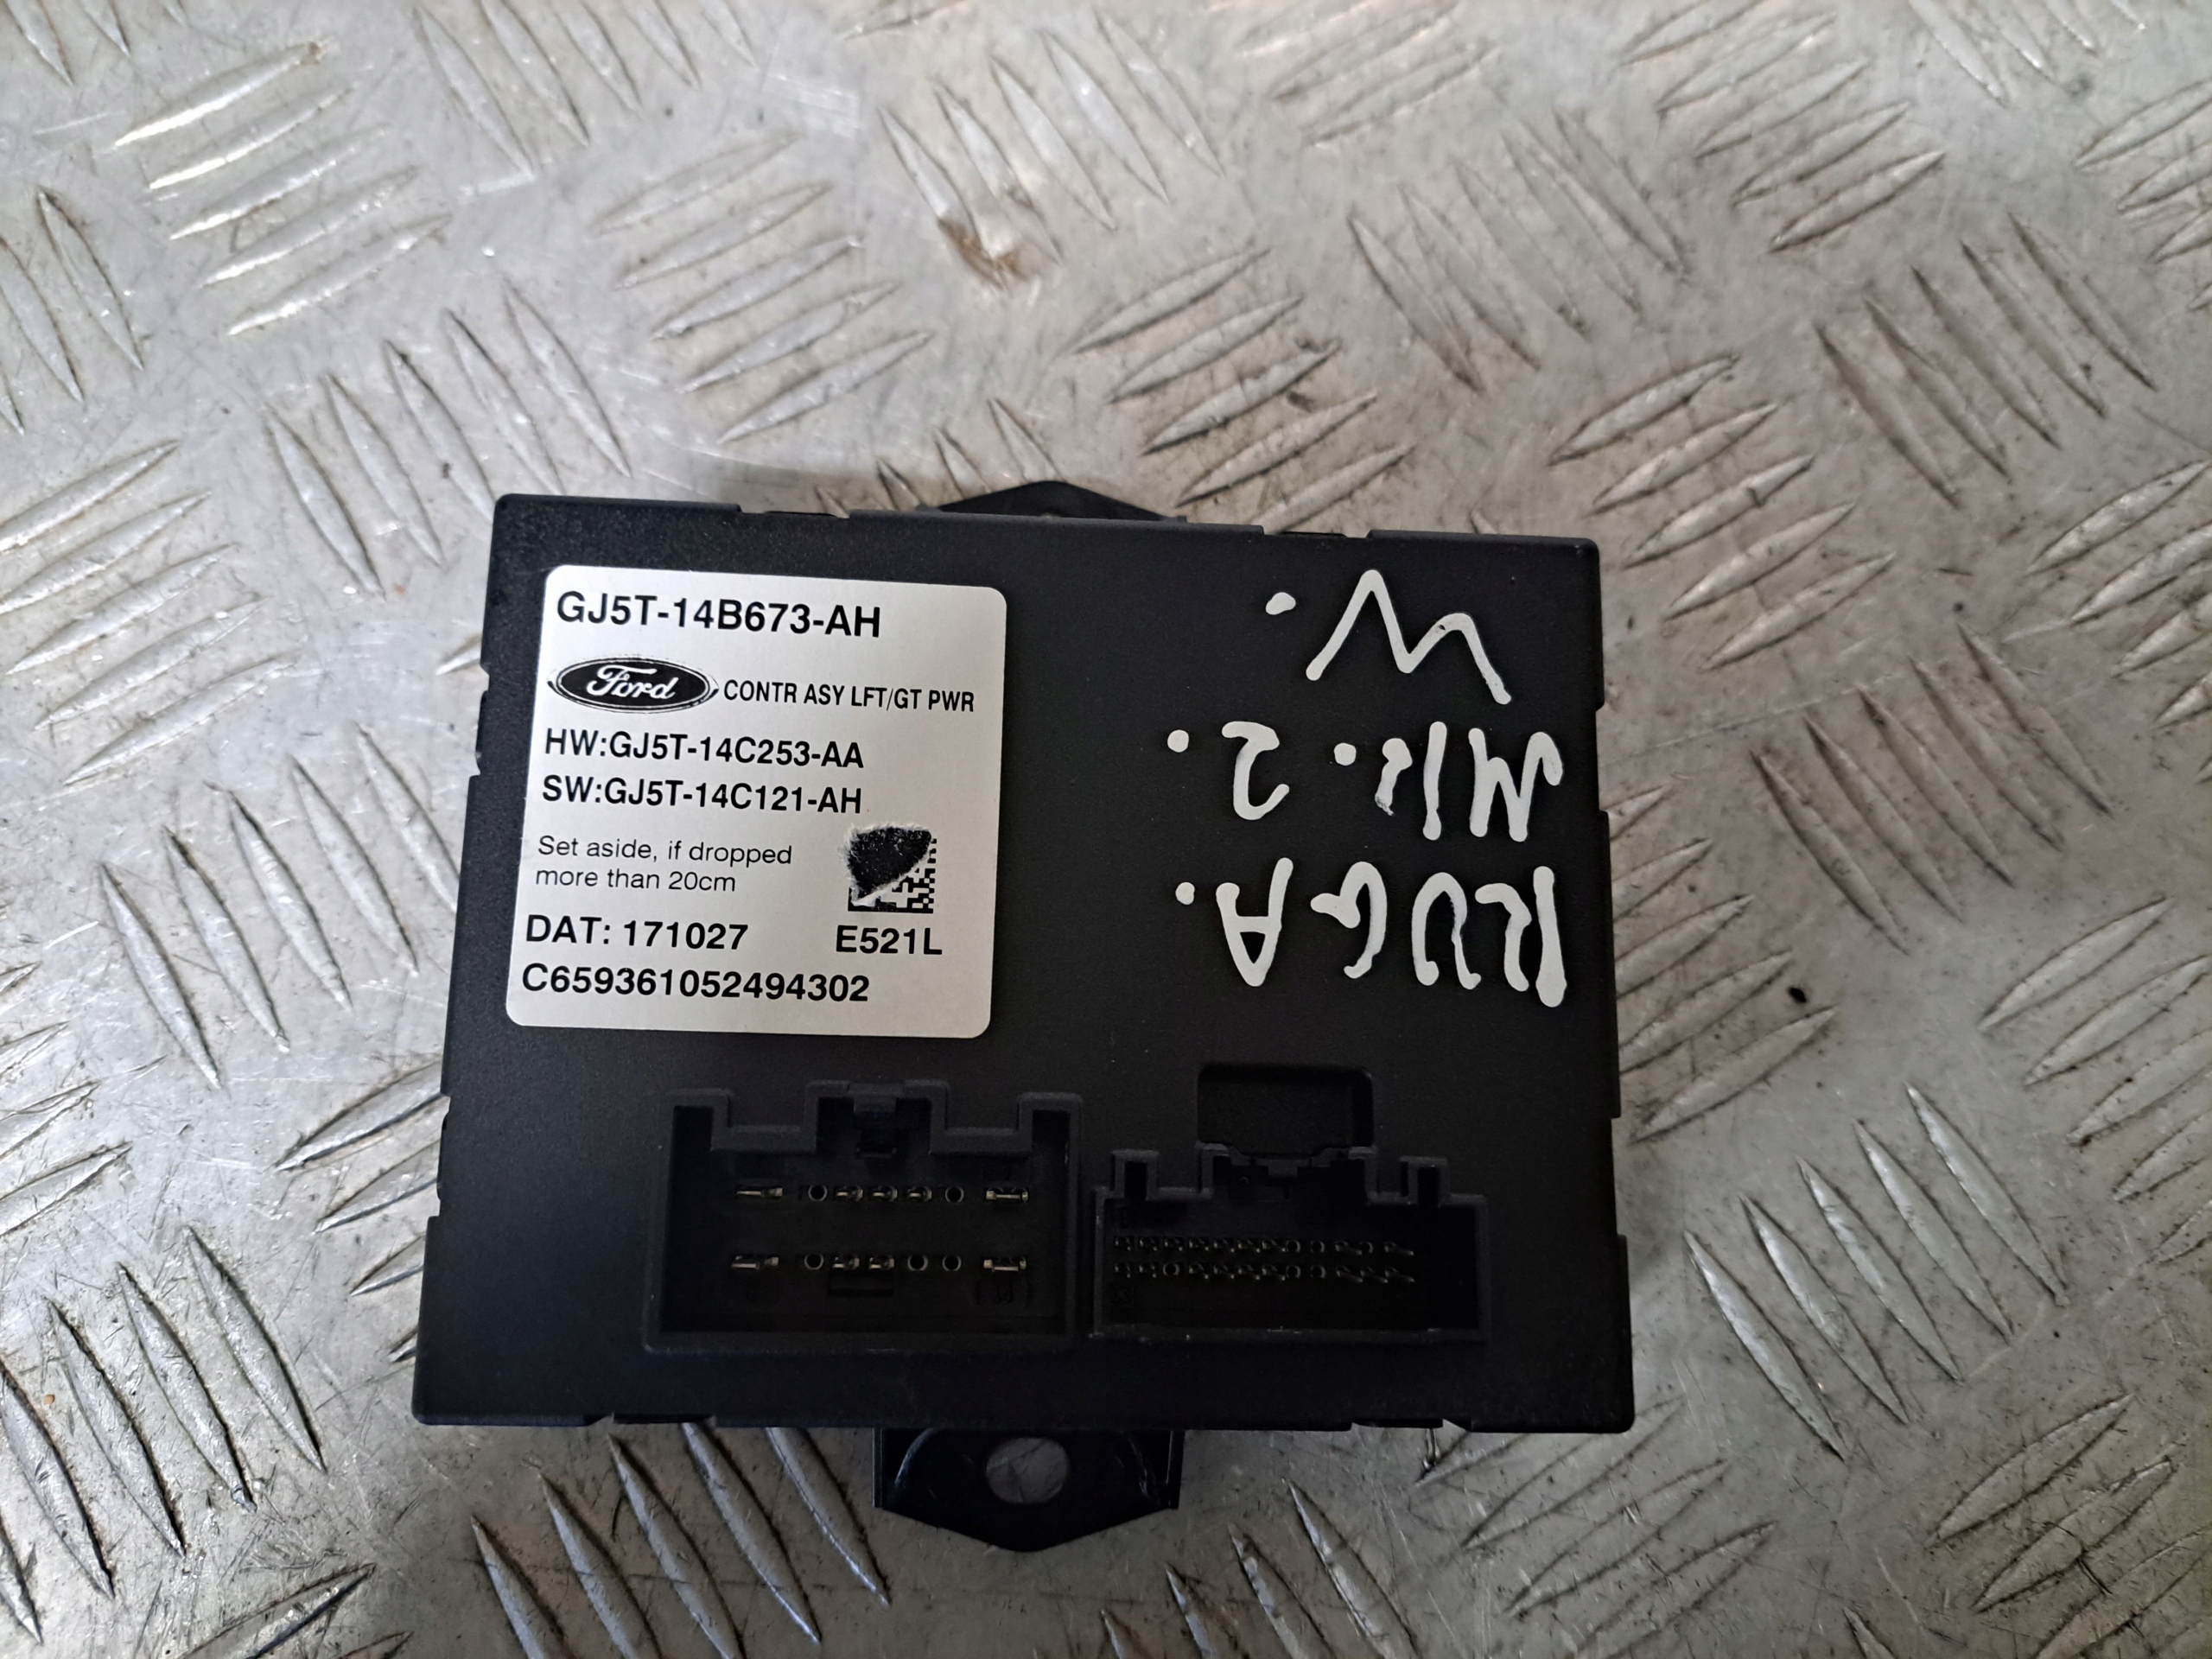 GJ5T-14B673-AH
Ford CONTR ASY LFT/GT PWR
HW:GJ5T-14C253-AA
SW:GJ5T-14C121-AH
Set aside, if dropped
more than 20cm
DAT: 171027 E521L
C659361052494302
KUGA.
MK.2.
W.